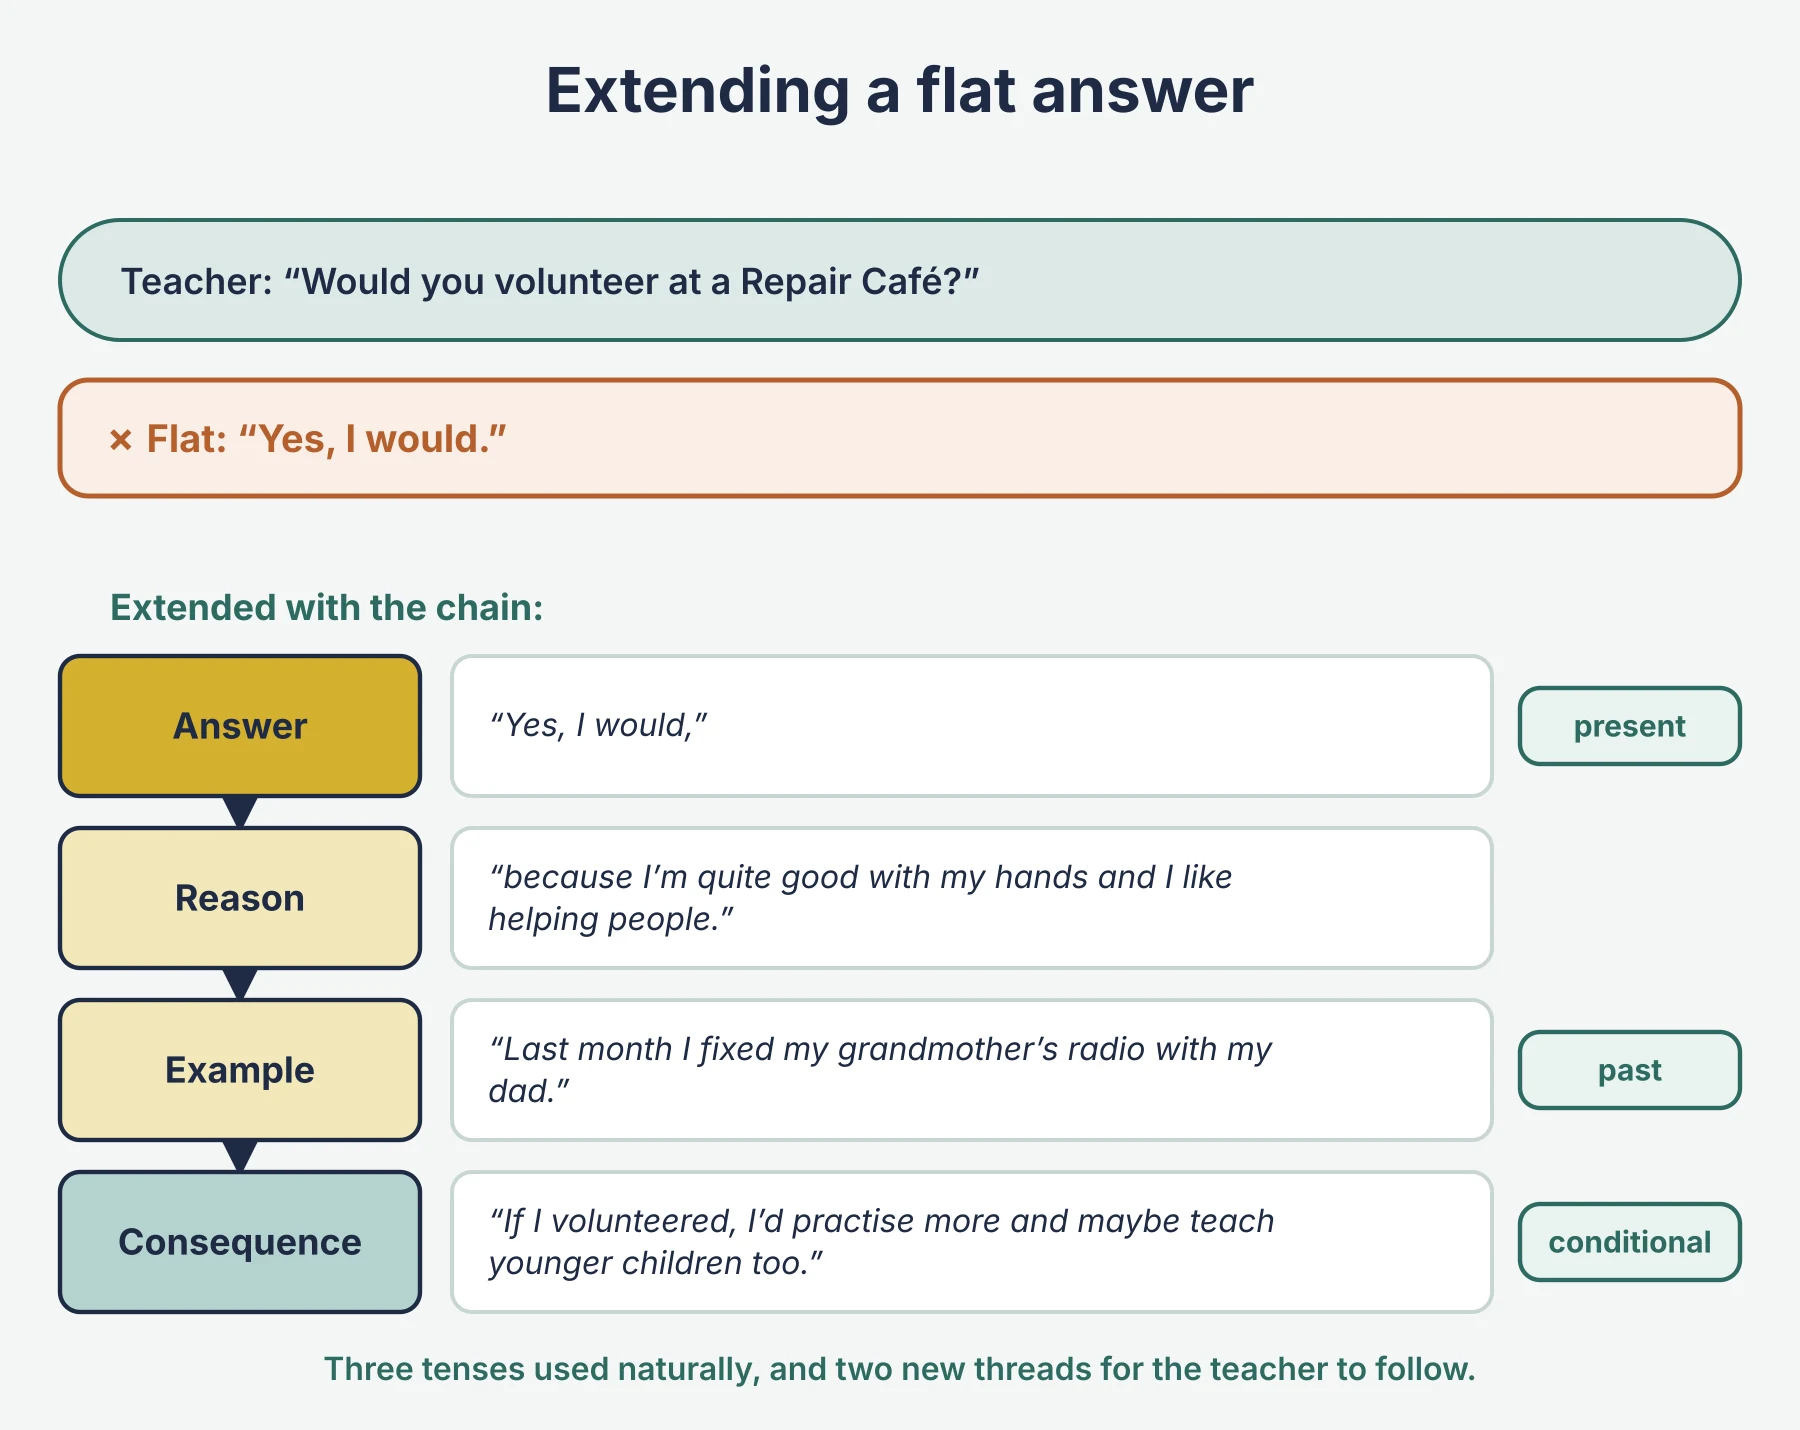 Extending a flat answer
Teacher: “Would you volunteer at a Repair Café?”
× Flat: “Yes, I would.”
Extended with the chain:
Answer
“Yes, I would,”
present
Reason
“because I’m quite good with my hands and I like
helping people.”
Example
“Last month I fixed my grandmother’s radio with my
dad.”
past
Consequence
“If I volunteered, I’d practise more and maybe teach
younger children too.”
conditional
Three tenses used naturally, and two new threads for the teacher to follow.